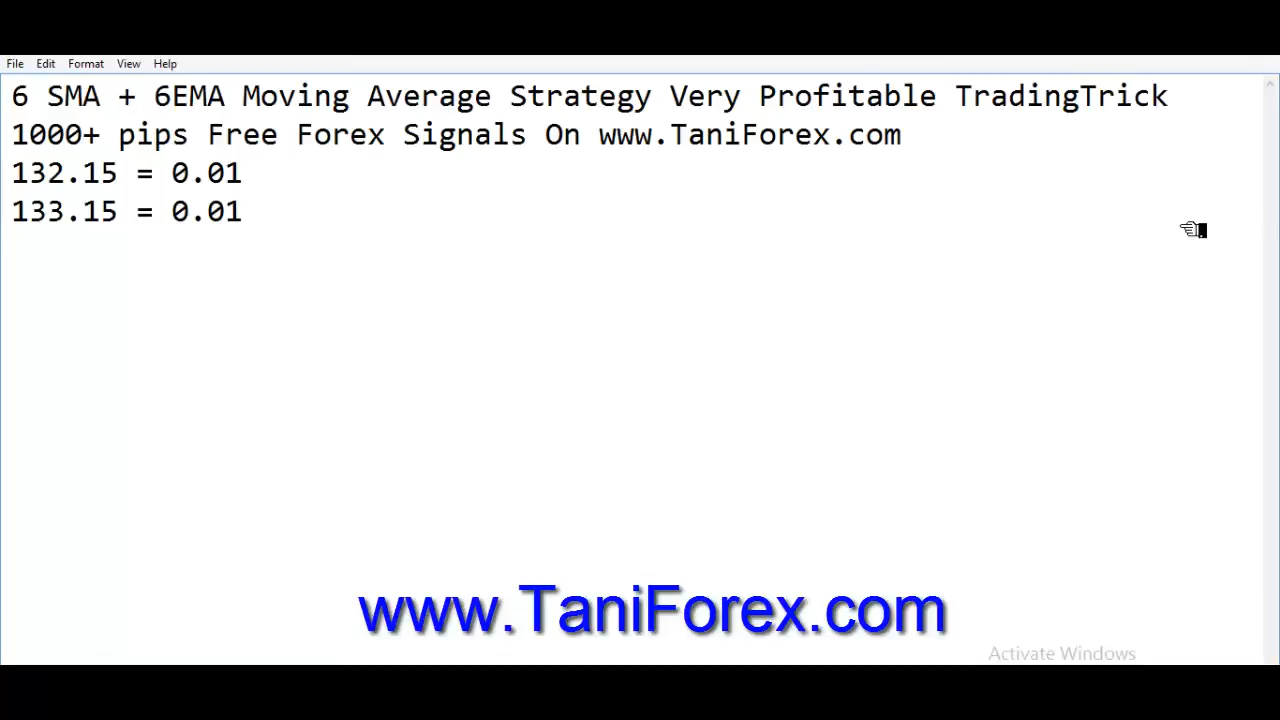 File Edit Format View Help
6 SMA + 6EMA Moving Average Strategy Very Profitable TradingTrick
1000+ pips Free Forex Signals On www.TaniForex.com
132.15 = 0.01
133.15 = 0.01
www.TaniForex.com
Activate Windows